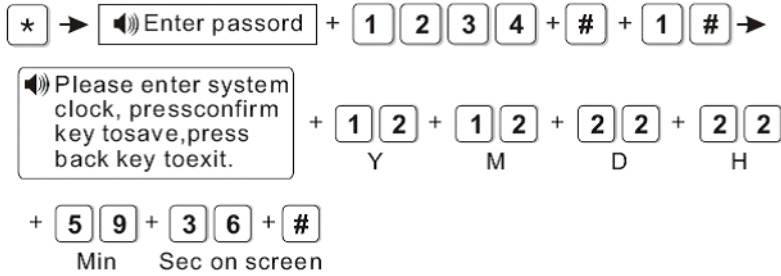 * → Enter passord + 1 2 3 4 + # + 1 # →
Please enter system
clock, pressconfirm
key tosave,press
back key toexit.
+ 1 2 + 1 2 + 2 2 + 2 2
Y M D H
+ 5 9 + 3 6 + #
Min Sec on screen